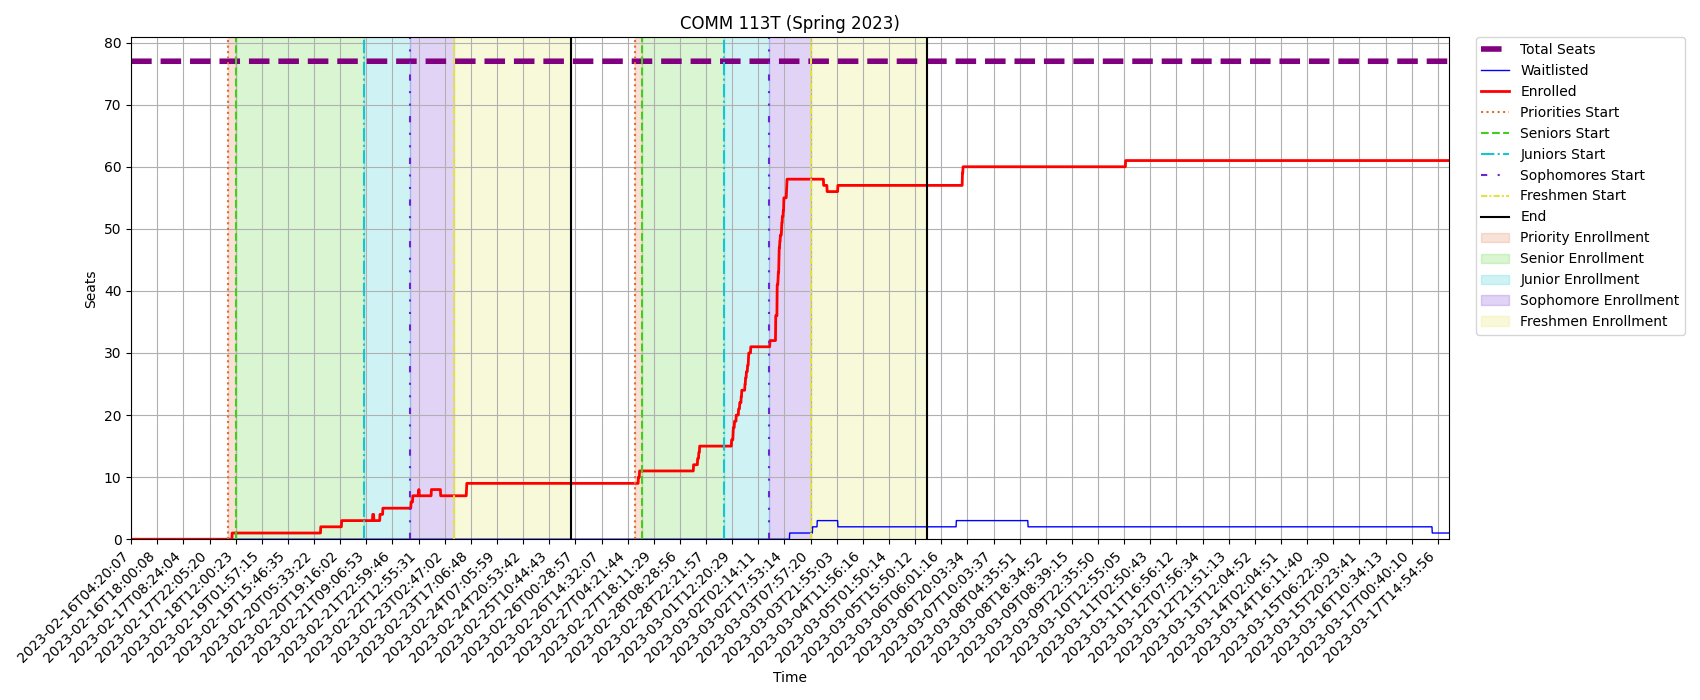 COMM 113T (Spring 2023)
80
70
60
50
40
30
20
10
0
Seats
2023-02-16T04:20:07
2023-02-16T18:00:08
2023-02-17T08:24:04
2023-02-17T22:05:20
2023-02-18T12:00:23
2023-02-19T01:57:15
2023-02-19T15:46:35
2023-02-20T05:33:22
2023-02-20T19:16:02
2023-02-21T09:06:53
2023-02-21T22:59:46
2023-02-22T12:55:31
2023-02-23T02:47:02
2023-02-23T17:06:48
2023-02-24T07:05:59
2023-02-24T20:53:42
2023-02-25T10:44:43
2023-02-26T00:28:57
2023-02-26T14:32:07
2023-02-27T04:21:44
2023-02-27T18:11:29
2023-02-28T08:28:56
2023-02-28T22:21:57
2023-03-01T12:20:29
2023-03-02T02:14:11
2023-03-02T17:53:14
2023-03-03T07:57:20
2023-03-03T21:55:03
2023-03-04T11:56:16
2023-03-05T01:50:14
2023-03-05T15:50:12
2023-03-06T06:01:16
2023-03-06T20:03:34
2023-03-07T10:03:37
2023-03-08T04:35:51
2023-03-08T18:34:52
2023-03-09T08:39:15
2023-03-09T22:35:50
2023-03-10T12:55:05
2023-03-11T02:50:43
2023-03-11T16:56:12
2023-03-12T07:56:34
2023-03-12T21:51:13
2023-03-13T12:04:52
2023-03-14T02:04:51
2023-03-14T16:11:40
2023-03-15T06:22:30
2023-03-15T20:23:41
2023-03-16T10:34:13
2023-03-17T00:40:10
2023-03-17T14:54:56
Time
Total Seats
Waitlisted
Enrolled
Priorities Start
Seniors Start
Juniors Start
Sophomores Start
Freshmen Start
End
Priority Enrollment
Senior Enrollment
Junior Enrollment
Sophomore Enrollment
Freshmen Enrollment